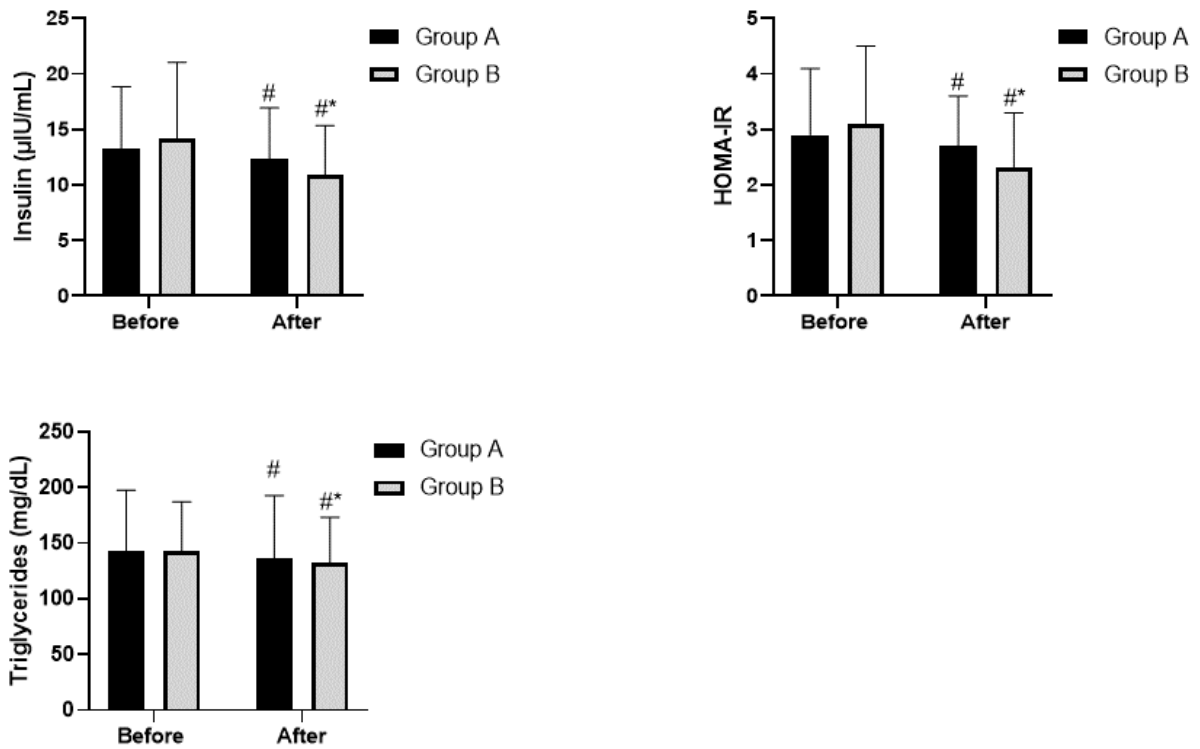 Insulin (µIU/mL)
25
20
15
10
5
0
Before
After
#
#*
Group A
Group B
HOMA-IR
5
4
3
2
1
0
Before
After
#
#*
Group A
Group B
Triglycerides (mg/dL)
250
200
150
100
50
0
Before
After
#
#*
Group A
Group B